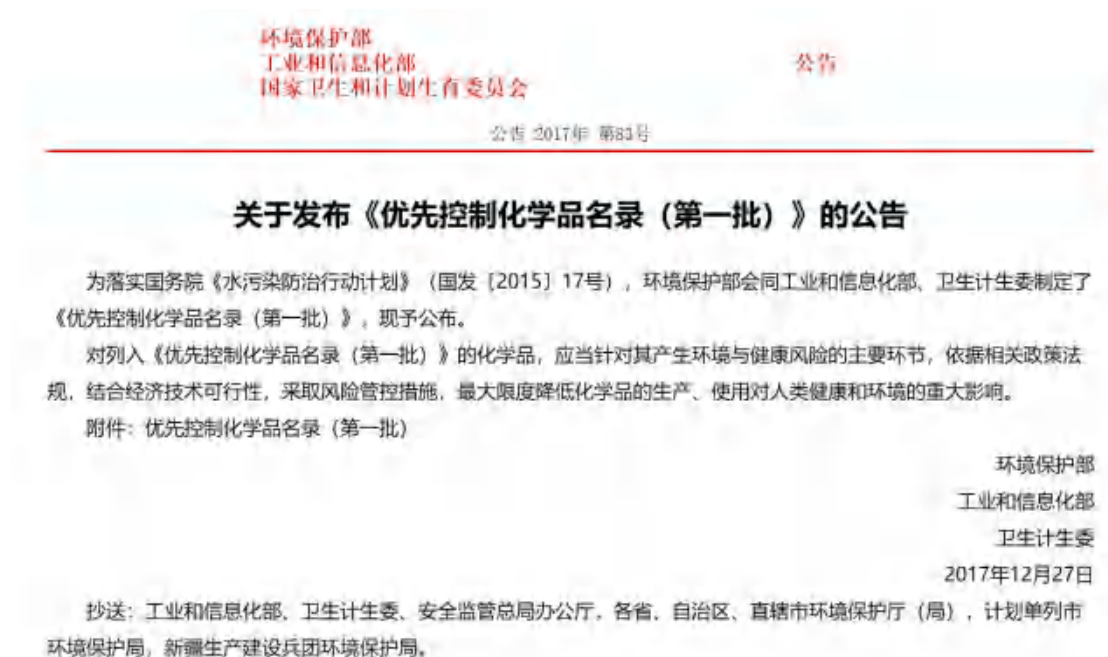 环境保护部
工业和信息化部 公告
国家卫生和计划生育委员会
公告 2017年 第83号
关于发布《优先控制化学品名录（第一批）》的公告
为落实国务院《水污染防治行动计划》（国发〔2015〕17号），环境保护部会同工业和信息化部、卫生计生委制定了
《优先控制化学品名录（第一批）》，现予公布。
对列入《优先控制化学品名录（第一批）》的化学品，应当针对其产生环境与健康风险的主要环节，依据相关政策法
规，结合经济技术可行性，采取风险管控措施，最大限度降低化学品的生产、使用对人类健康和环境的重大影响。
附件：优先控制化学品名录（第一批）
环境保护部
工业和信息化部
卫生计生委
2017年12月27日
抄送：工业和信息化部、卫生计生委、安全监管总局办公厅，各省、自治区、直辖市环境保护厅（局），计划单列市
环境保护局，新疆生产建设兵团环境保护局。